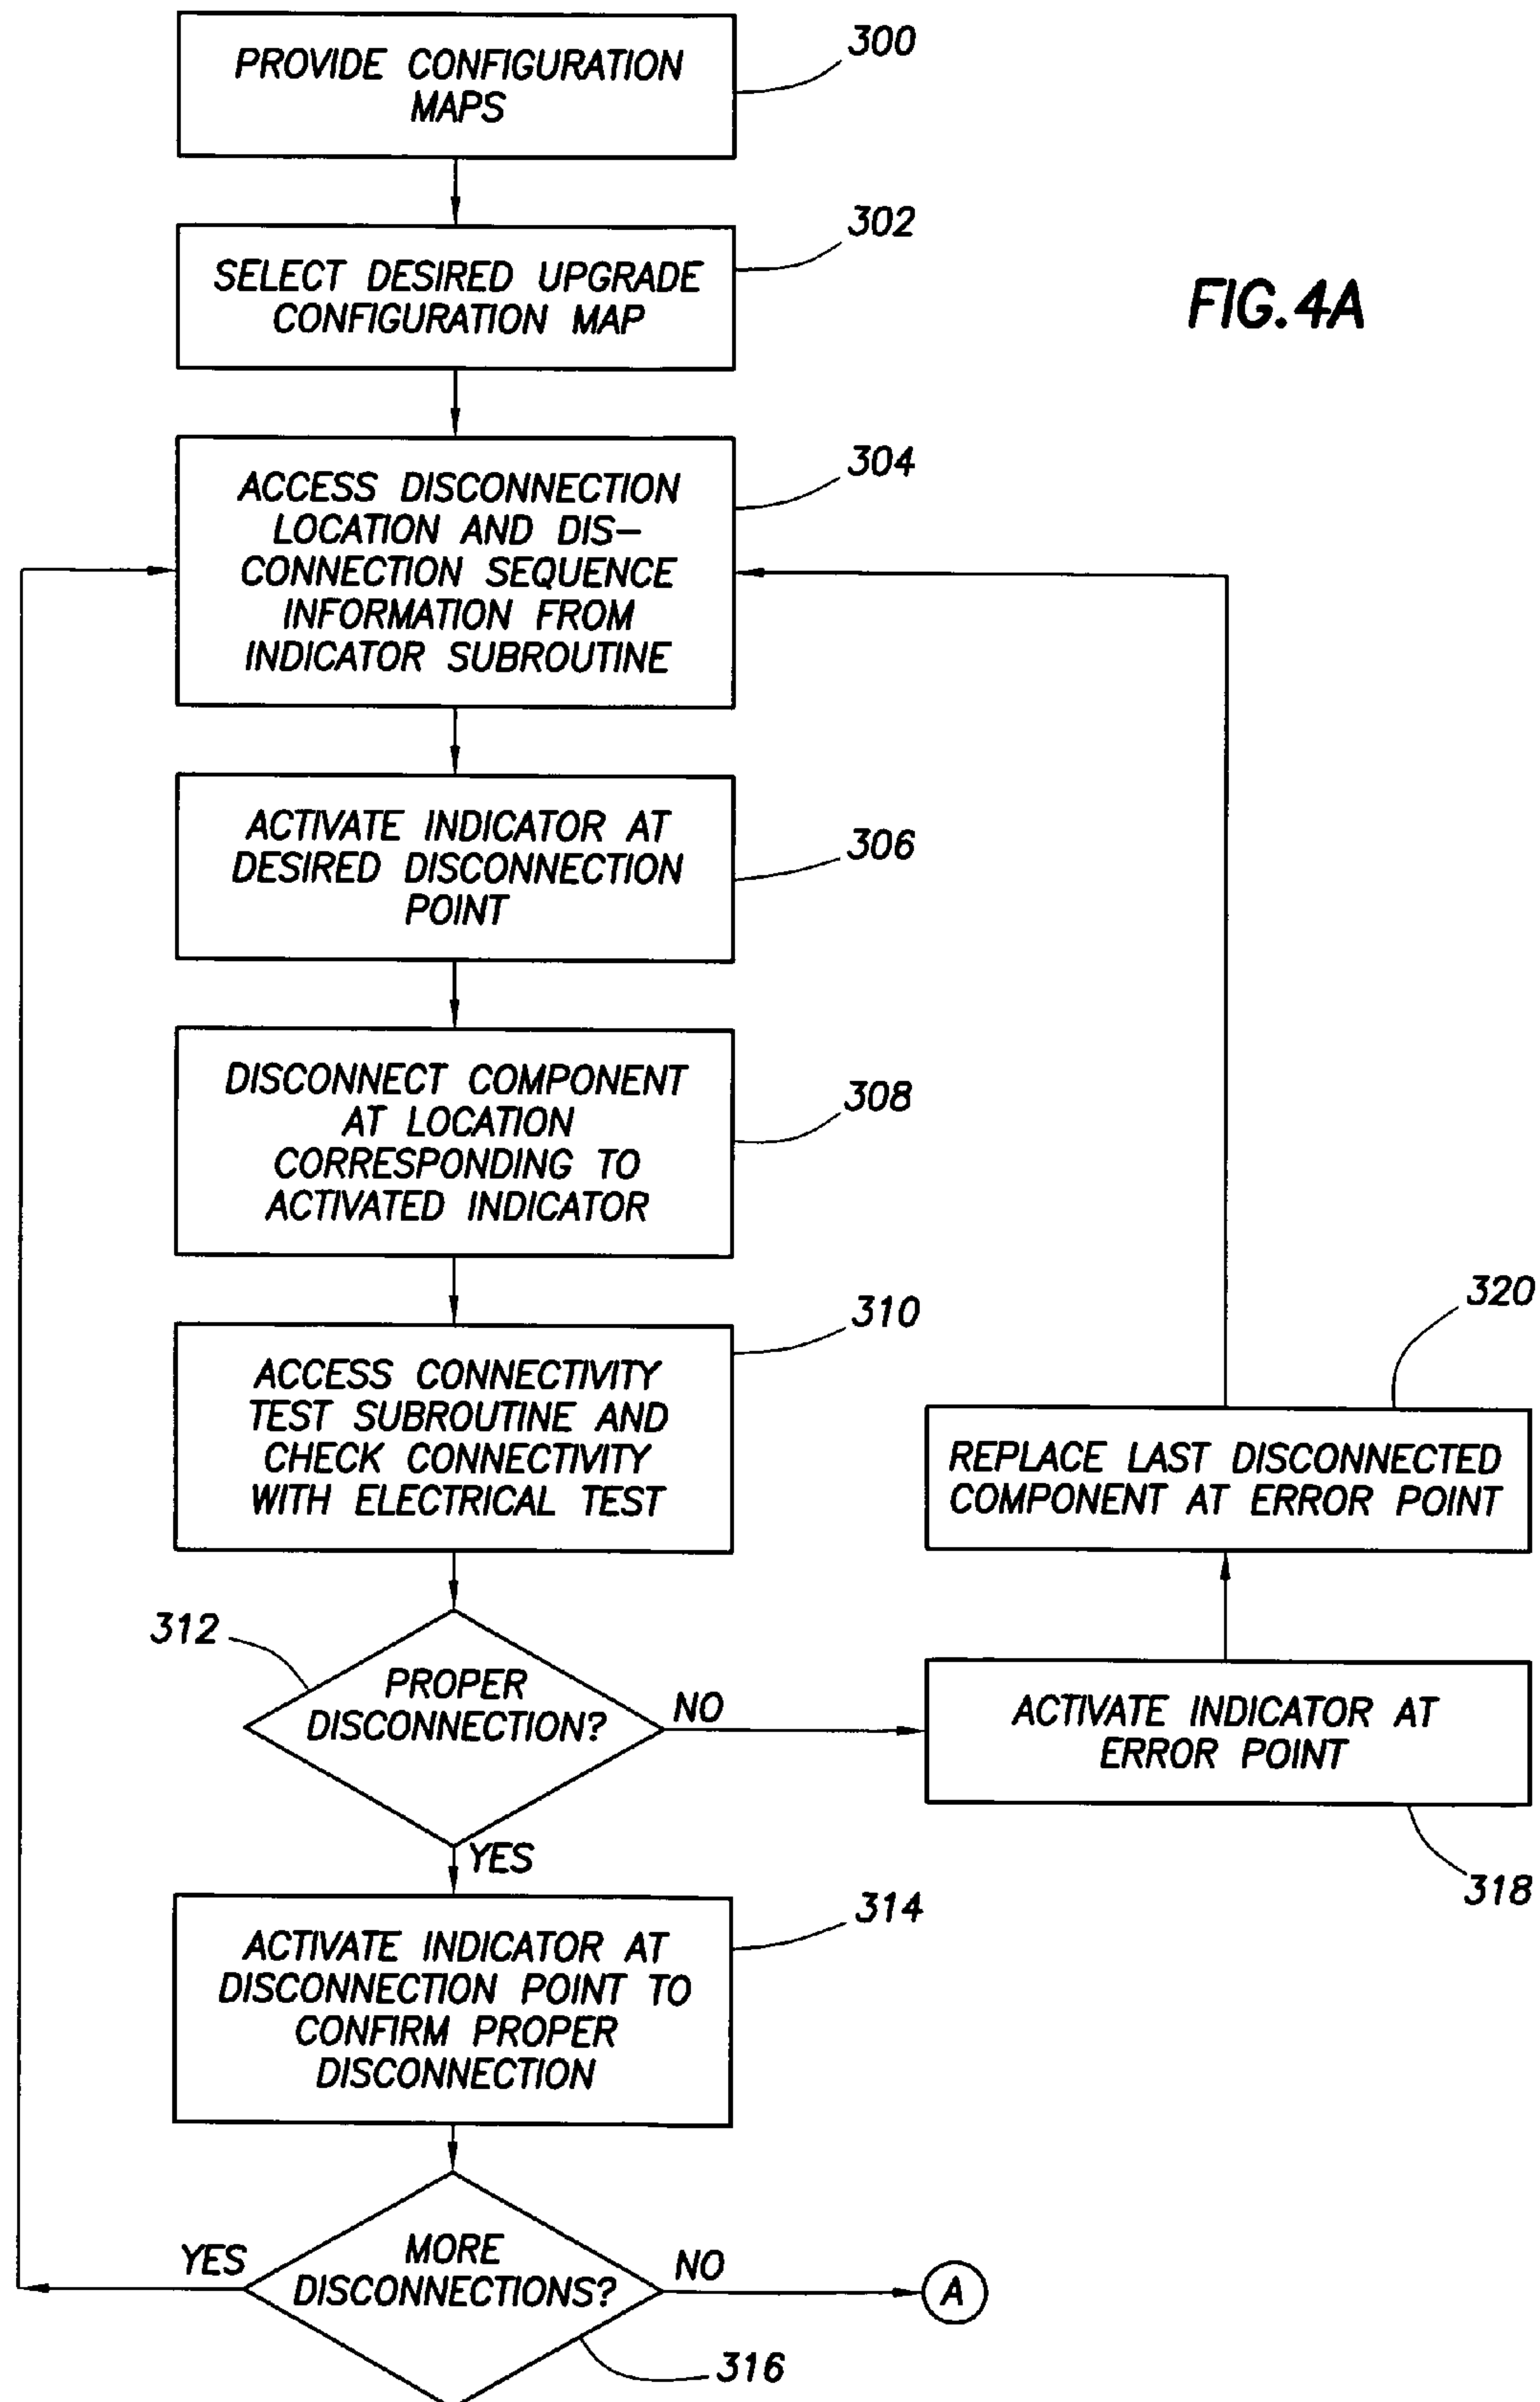 PROVIDE CONFIGURATION
MAPS
300
SELECT DESIRED UPGRADE
CONFIGURATION MAP
302
FIG.4A
ACCESS DISCONNECTION
LOCATION AND DIS-
CONNECTION SEQUENCE
INFORMATION FROM
INDICATOR SUBROUTINE
304
ACTIVATE INDICATOR AT
DESIRED DISCONNECTION
POINT
306
DISCONNECT COMPONENT
AT LOCATION
CORRESPONDING TO
ACTIVATED INDICATOR
308
ACCESS CONNECTIVITY
TEST SUBROUTINE AND
CHECK CONNECTIVITY
WITH ELECTRICAL TEST
310
320
REPLACE LAST DISCONNECTED
COMPONENT AT ERROR POINT
312
PROPER
DISCONNECTION?
NO
ACTIVATE INDICATOR AT
ERROR POINT
318
YES
ACTIVATE INDICATOR AT
DISCONNECTION POINT TO
CONFIRM PROPER
DISCONNECTION
314
YES
MORE
DISCONNECTIONS?
NO
A
316